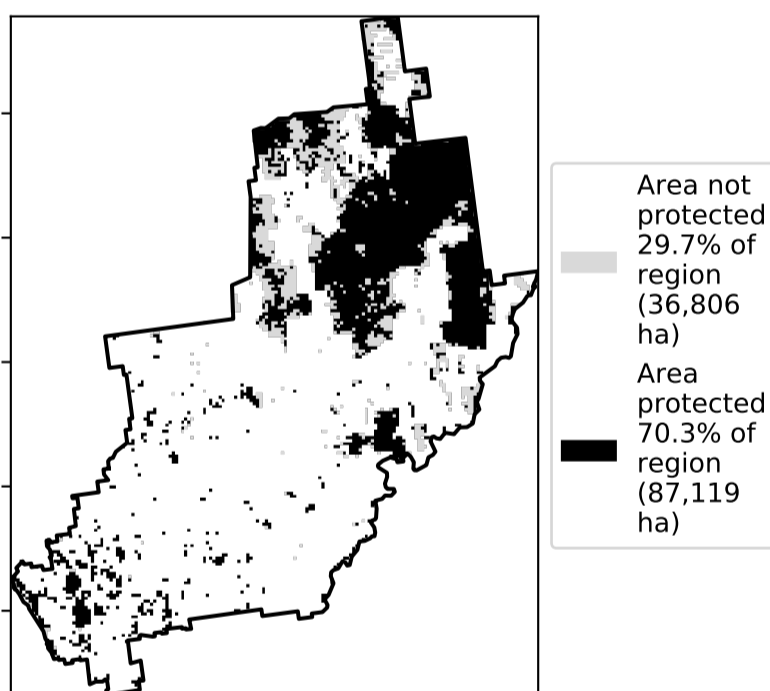 Area not
protected
29.7% of
region
(36,806
ha)
Area
protected
70.3% of
region
(87,119
ha)